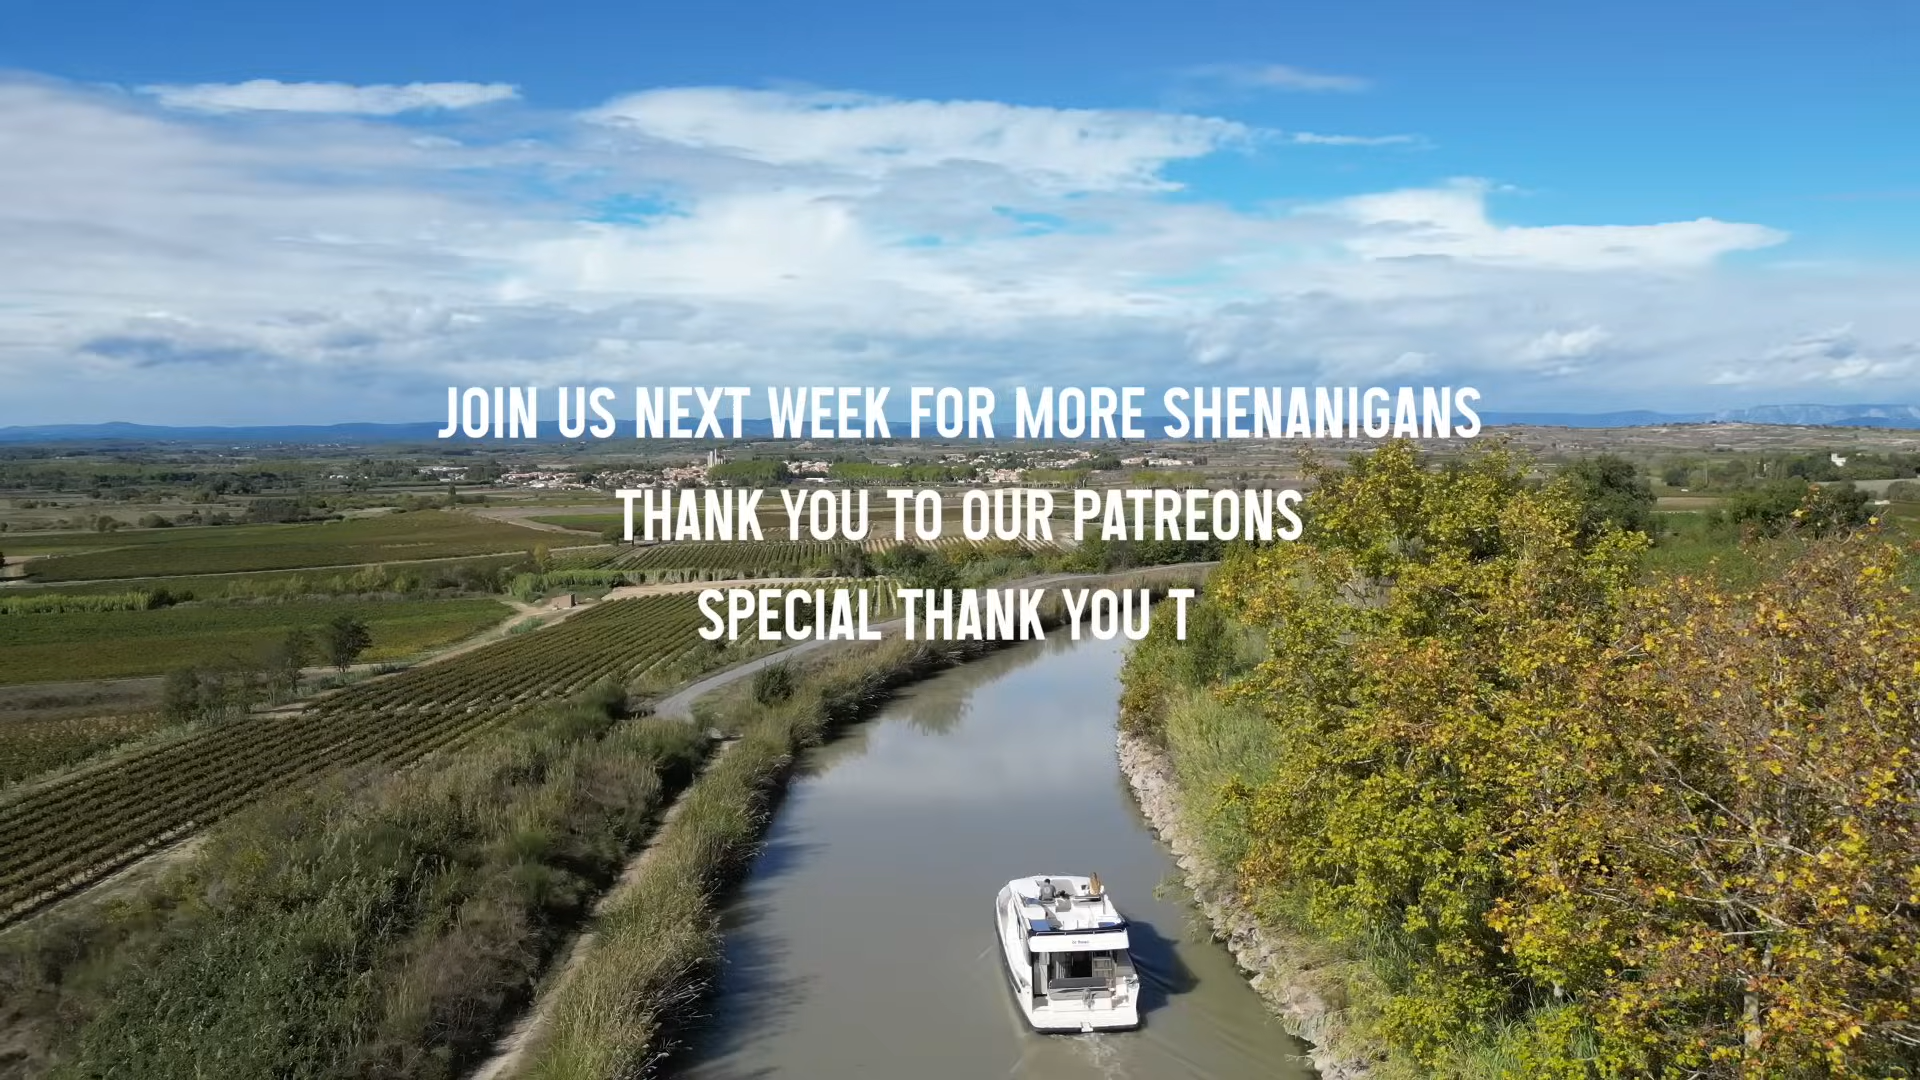 JOIN US NEXT WEEK FOR MORE SHENANIGANS
THANK YOU TO OUR PATREONS
SPECIAL THANK YOU T